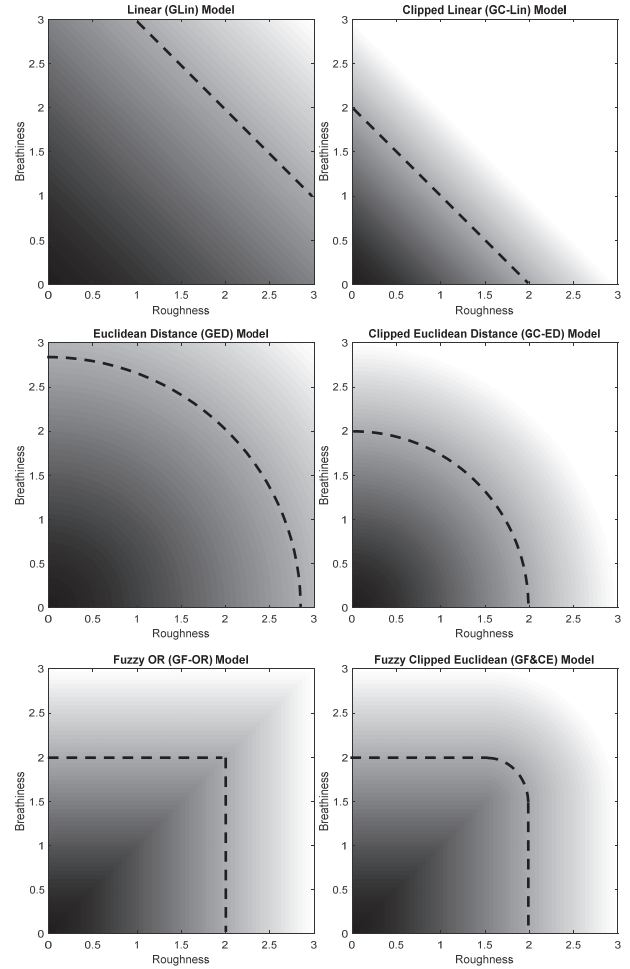 Linear (GLin) Model
3
2.5
2
1.5
1
0.5
0
Breathiness
0 0.5 1 1.5 2 2.5 3
Roughness
Clipped Linear (GC-Lin) Model
3
2.5
2
1.5
1
0.5
0
Breathiness
0 0.5 1 1.5 2 2.5 3
Roughness
Euclidean Distance (GED) Model
3
2.5
2
1.5
1
0.5
0
Breathiness
0 0.5 1 1.5 2 2.5 3
Roughness
Clipped Euclidean Distance (GC-ED) Model
3
2.5
2
1.5
1
0.5
0
Breathiness
0 0.5 1 1.5 2 2.5 3
Roughness
Fuzzy OR (GF-OR) Model
3
2.5
2
1.5
1
0.5
0
Breathiness
0 0.5 1 1.5 2 2.5 3
Roughness
Fuzzy Clipped Euclidean (GF&CE) Model
3
2.5
2
1.5
1
0.5
0
Breathiness
0 0.5 1 1.5 2 2.5 3
Roughness